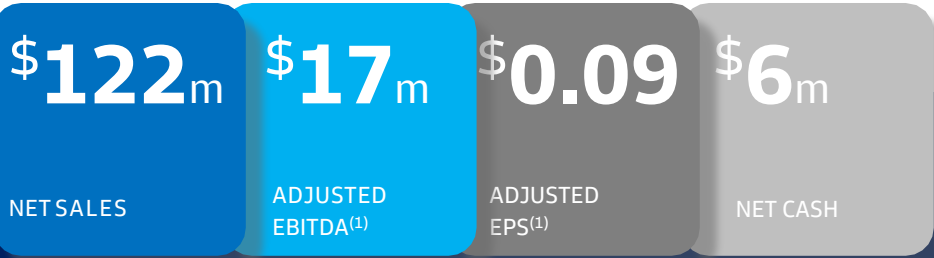 $122m
$17m
$0.09
$6m
NET SALES
ADJUSTED
EBITDA(1)
ADJUSTED
EPS(1)
NET CASH